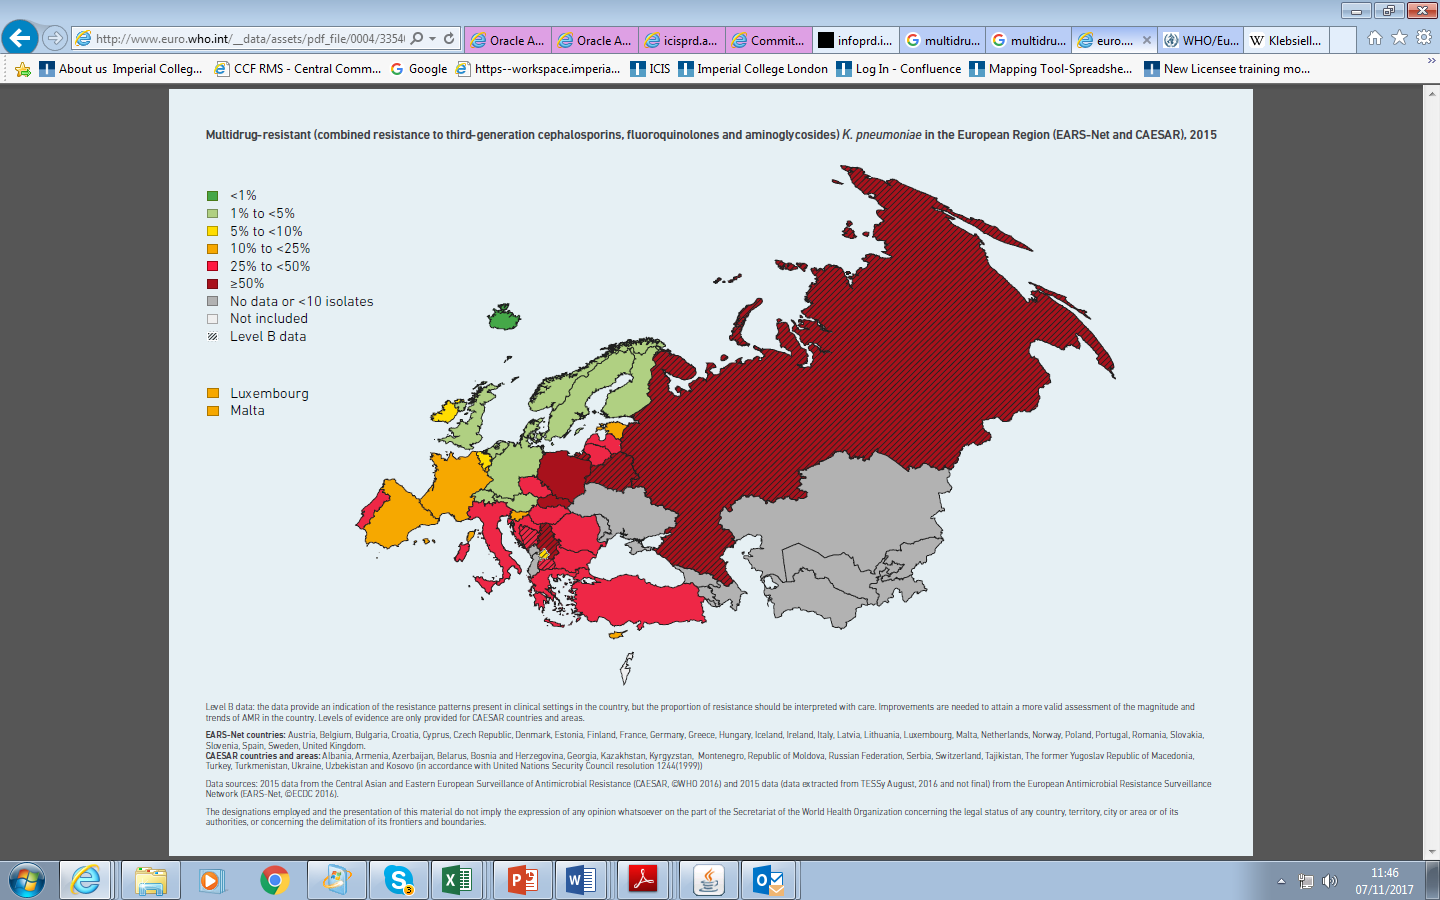 http://www.euro.who.int/__data/assets/pdf_file/0004/3354
Oracle A...
Oracle A...
icisprd.a...
Commit...
infoprd.i...
multidru...
multidru...
euro....
WHO/Eu...
Klebsiell...
About us Imperial Colleg...
CCF RMS - Central Comm...
Google
https--workspace.imperia...
ICIS
Imperial College London
Log In - Confluence
Mapping Tool-Spreadshe...
New Licensee training mo...
Multidrug-resistant (combined resistance to third-generation cephalosporins, fluoroquinolones and aminoglycosides) K. pneumoniae in the European Region (EARS-Net and CAESAR), 2015
<1%
1% to <5%
5% to <10%
10% to <25%
25% to <50%
≥50%
No data or <10 isolates
Not included
Level B data
Luxembourg
Malta
Level B data: the data provide an indication of the resistance patterns present in clinical settings in the country, but the proportion of resistance should be interpreted with care. Improvements are needed to attain a more valid assessment of the magnitude and
trends of AMR in the country. Levels of evidence are only provided for CAESAR countries and areas.
EARS-Net countries: Austria, Belgium, Bulgaria, Croatia, Cyprus, Czech Republic, Denmark, Estonia, Finland, France, Germany, Greece, Hungary, Iceland, Ireland, Italy, Latvia, Lithuania, Luxembourg, Malta, Netherlands, Norway, Poland, Portugal, Romania, Slovakia,
Slovenia, Spain, Sweden, United Kingdom.
CAESAR countries and areas: Albania, Armenia, Azerbaijan, Belarus, Bosnia and Herzegovina, Georgia, Kazakhstan, Kyrgyzstan, Montenegro, Republic of Moldova, Russian Federation, Serbia, Switzerland, Tajikistan, The former Yugoslav Republic of Macedonia,
Turkey, Turkmenistan, Ukraine, Uzbekistan and Kosovo (in accordance with United Nations Security Council resolution 1244(1999))
Data sources: 2015 data from the Central Asian and Eastern European Surveillance of Antimicrobial Resistance (CAESAR, ©WHO 2016) and 2015 data (data extracted from TESSy August, 2016 and not final) from the European Antimicrobial Resistance Surveillance
Network (EARS-Net, ©ECDC 2016).
The designations employed and the presentation of this material do not imply the expression of any opinion whatsoever on the part of the Secretariat of the World Health Organization concerning the legal status of any country, territory, city or area or of its
authorities, or concerning the delimitation of its frontiers and boundaries.
11:46
07/11/2017